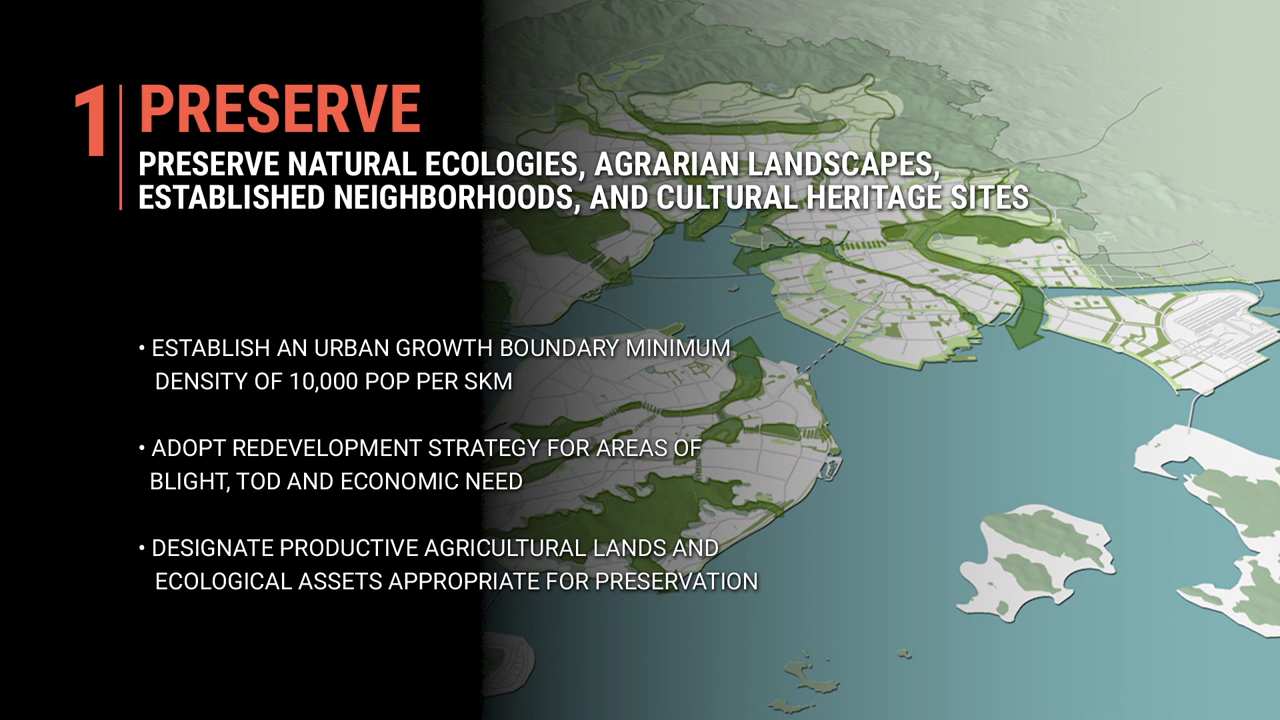 1
PRESERVE
PRESERVE NATURAL ECOLOGIES, AGRARIAN LANDSCAPES,
ESTABLISHED NEIGHBORHOODS, AND CULTURAL HERITAGE SITES
• ESTABLISH AN URBAN GROWTH BOUNDARY MINIMUM
DENSITY OF 10,000 POP PER SKM
• ADOPT REDEVELOPMENT STRATEGY FOR AREAS OF
BLIGHT, TOD AND ECONOMIC NEED
• DESIGNATE PRODUCTIVE AGRICULTURAL LANDS AND
ECOLOGICAL ASSETS APPROPRIATE FOR PRESERVATION